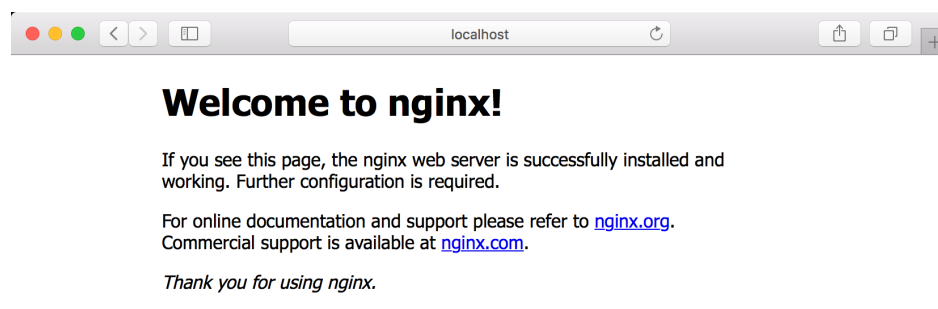 localhost
Welcome to nginx!
If you see this page, the nginx web server is successfully installed and
working. Further configuration is required.
For online documentation and support please refer to nginx.org.
Commercial support is available at nginx.com.
Thank you for using nginx.